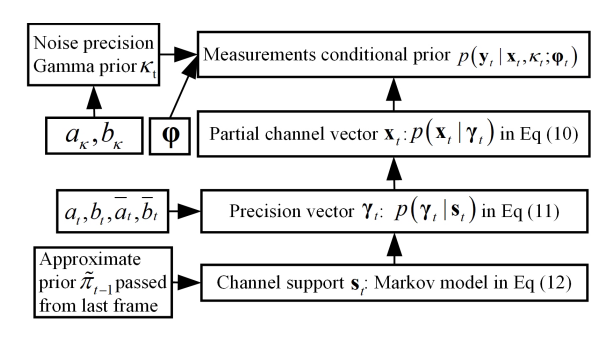 Noise precision
Gamma prior κ_t
Measurements conditional prior p(𝐲_t | 𝐱_t, κ_t; 𝛗_t)
a_κ, b_κ
𝛗
Partial channel vector 𝐱_t: p(𝐱_t | 𝛄_t) in Eq (10)
a_t, b_t, a̅_t, b̅_t
Precision vector 𝛄_t: p(𝛄_t | 𝐬_t) in Eq (11)
Approximate
prior π̃_{t−1} passed
from last frame
Channel support 𝐬_t: Markov model in Eq (12)